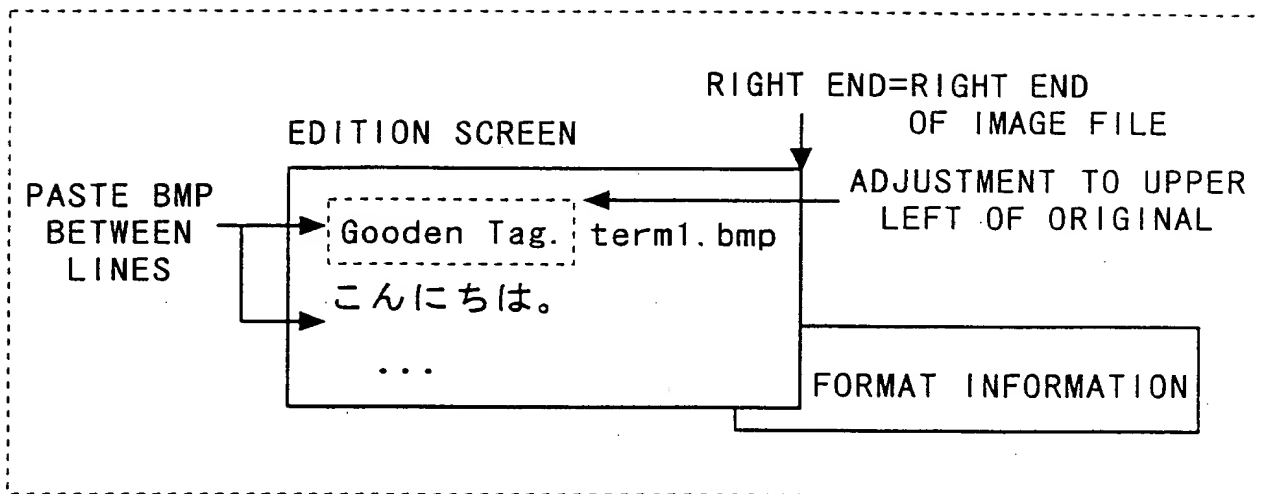 RIGHT END=RIGHT END
OF IMAGE FILE
EDITION SCREEN
PASTE BMP
BETWEEN
LINES
Gooden Tag. term1.bmp
こんにちは。
...
ADJUSTMENT TO UPPER
LEFT OF ORIGINAL
FORMAT INFORMATION